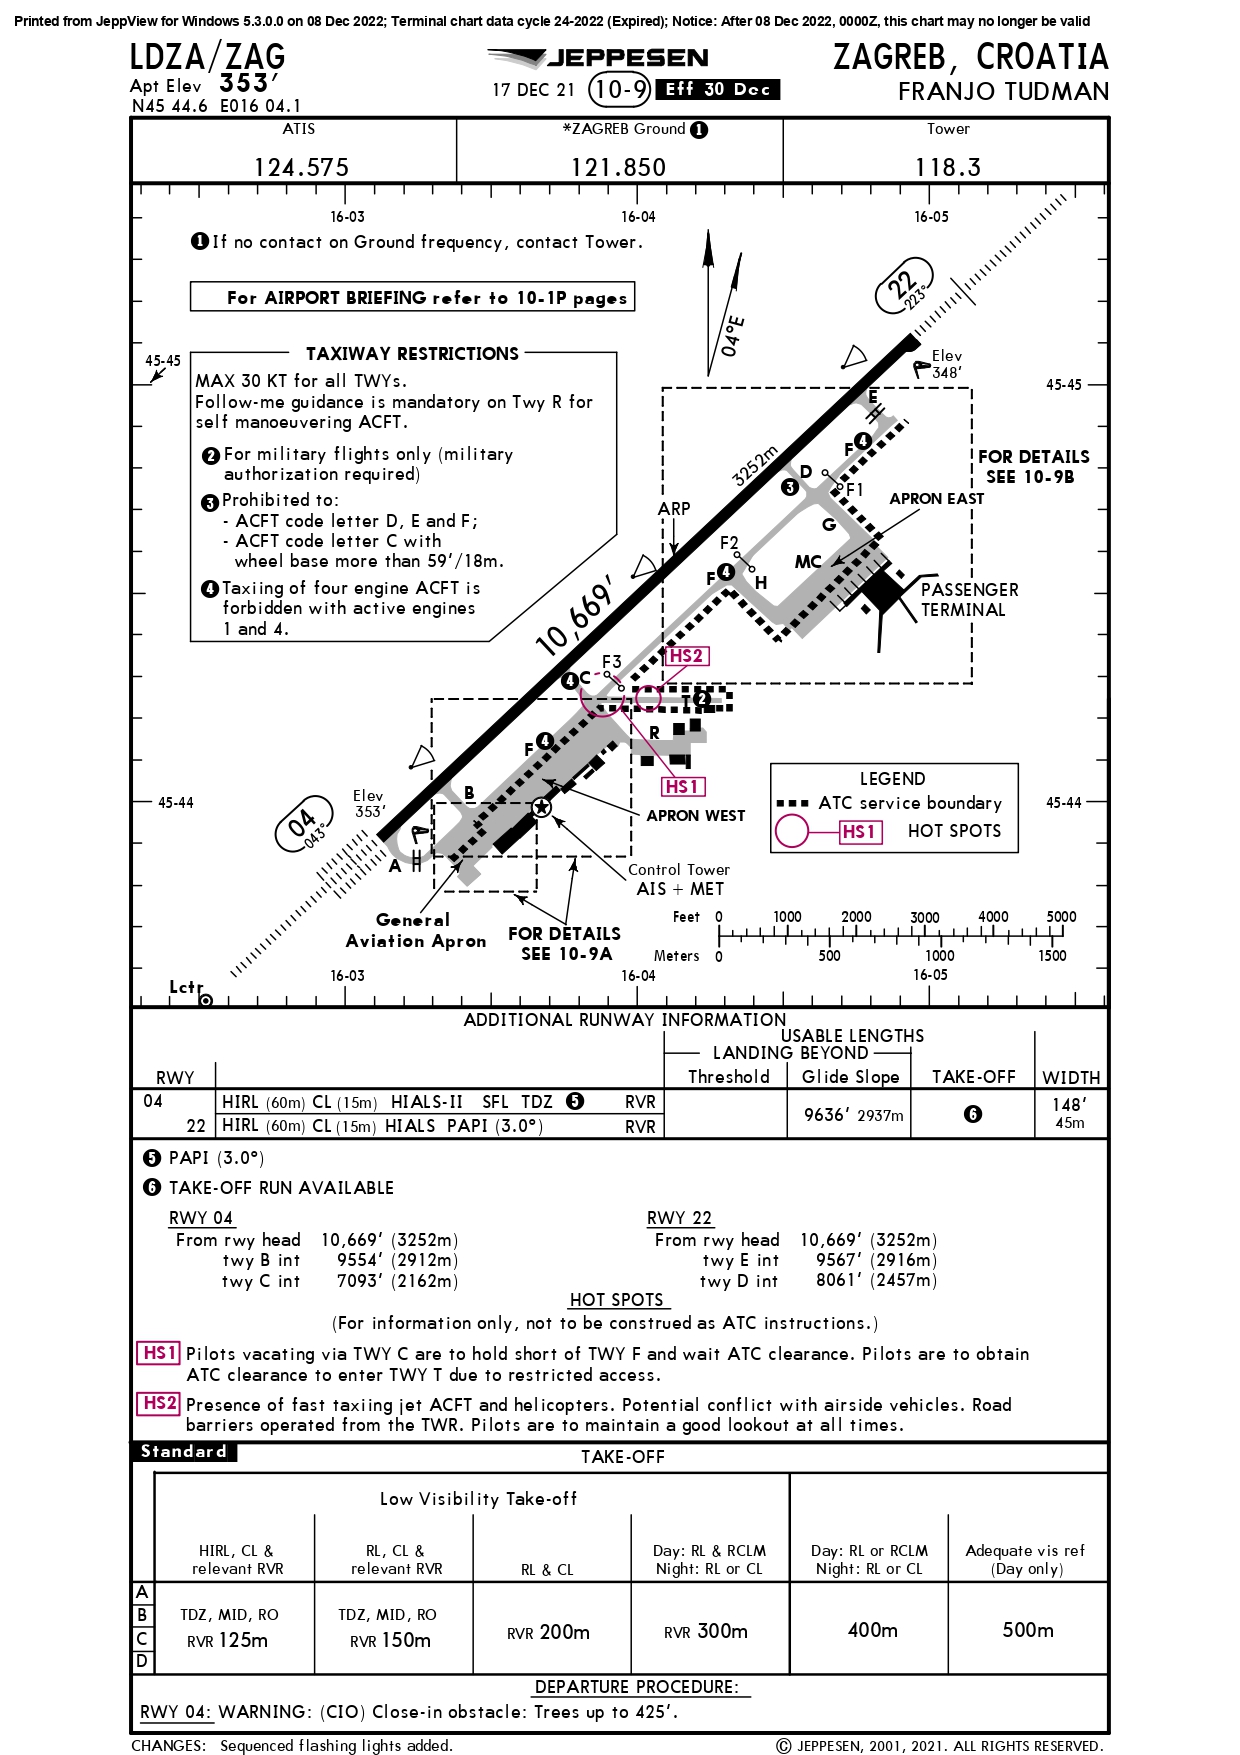 Printed from JeppView for Windows 5.3.0.0 on 08 Dec 2022; Terminal chart data cycle 24-2022 (Expired); Notice: After 08 Dec 2022, 0000Z, this chart may no longer be valid
LDZA/ZAG
JEPPESEN
ZAGREB, CROATIA
Apt Elev 353'
17 DEC 21 10-9 Eff 30 Dec
FRANJO TUDMAN
N45 44.6 E016 04.1
ATIS *ZAGREB Ground 1 Tower
124.575 121.850 118.3
16-03 16-04 16-05
1 If no contact on Ground frequency, contact Tower.
22
223°
For AIRPORT BRIEFING refer to 10-1P pages
04°E
45-45
TAXIWAY RESTRICTIONS
Elev
348'
45-45
MAX 30 KT for all TWYs.
Follow-me guidance is mandatory on Twy R for
self manoeuvering ACFT.
2 For military flights only (military
authorization required)
3 Prohibited to:
- ACFT code letter D, E and F;
- ACFT code letter C with
wheel base more than 59'/18m.
4 Taxiing of four engine ACFT is
forbidden with active engines
1 and 4.
E
F 4
3252m
D
3
F1
FOR DETAILS
SEE 10-9B
APRON EAST
ARP
G
F2
MC
F 4
H
PASSENGER
TERMINAL
10,669'
HS2
F3
4 C
T 2
R
F 4
HS1
B
APRON WEST
LEGEND
ATC service boundary
HS1 HOT SPOTS
45-44
Elev
353'
45-44
04
043°
A
Control Tower
AIS + MET
General
Aviation Apron
FOR DETAILS
SEE 10-9A
Feet 0 1000 2000 3000 4000 5000
Meters 0 500 1000 1500
16-03 16-04 16-05
Lctr
ADDITIONAL RUNWAY INFORMATION
USABLE LENGTHS
LANDING BEYOND
RWY Threshold Glide Slope TAKE-OFF WIDTH
04 HIRL (60m) CL (15m) HIALS-II SFL TDZ 5 RVR
22 HIRL (60m) CL (15m) HIALS PAPI (3.0°) RVR
9636' 2937m 6 148'
45m
5 PAPI (3.0°)
6 TAKE-OFF RUN AVAILABLE
RWY 04 RWY 22
From rwy head 10,669' (3252m) From rwy head 10,669' (3252m)
twy B int 9554' (2912m) twy E int 9567' (2916m)
twy C int 7093' (2162m) twy D int 8061' (2457m)
HOT SPOTS
(For information only, not to be construed as ATC instructions.)
HS1 Pilots vacating via TWY C are to hold short of TWY F and wait ATC clearance. Pilots are to obtain
ATC clearance to enter TWY T due to restricted access.
HS2 Presence of fast taxiing jet ACFT and helicopters. Potential conflict with airside vehicles. Road
barriers operated from the TWR. Pilots are to maintain a good lookout at all times.
Standard TAKE-OFF
Low Visibility Take-off
HIRL, CL & RL, CL & Day: RL & RCLM Day: RL or RCLM Adequate vis ref
relevant RVR relevant RVR RL & CL Night: RL or CL Night: RL or CL (Day only)
A
B
C
D
TDZ, MID, RO TDZ, MID, RO
RVR 125m RVR 150m RVR 200m RVR 300m 400m 500m
DEPARTURE PROCEDURE:
RWY 04: WARNING: (CIO) Close-in obstacle: Trees up to 425'.
CHANGES: Sequenced flashing lights added.
© JEPPESEN, 2001, 2021. ALL RIGHTS RESERVED.